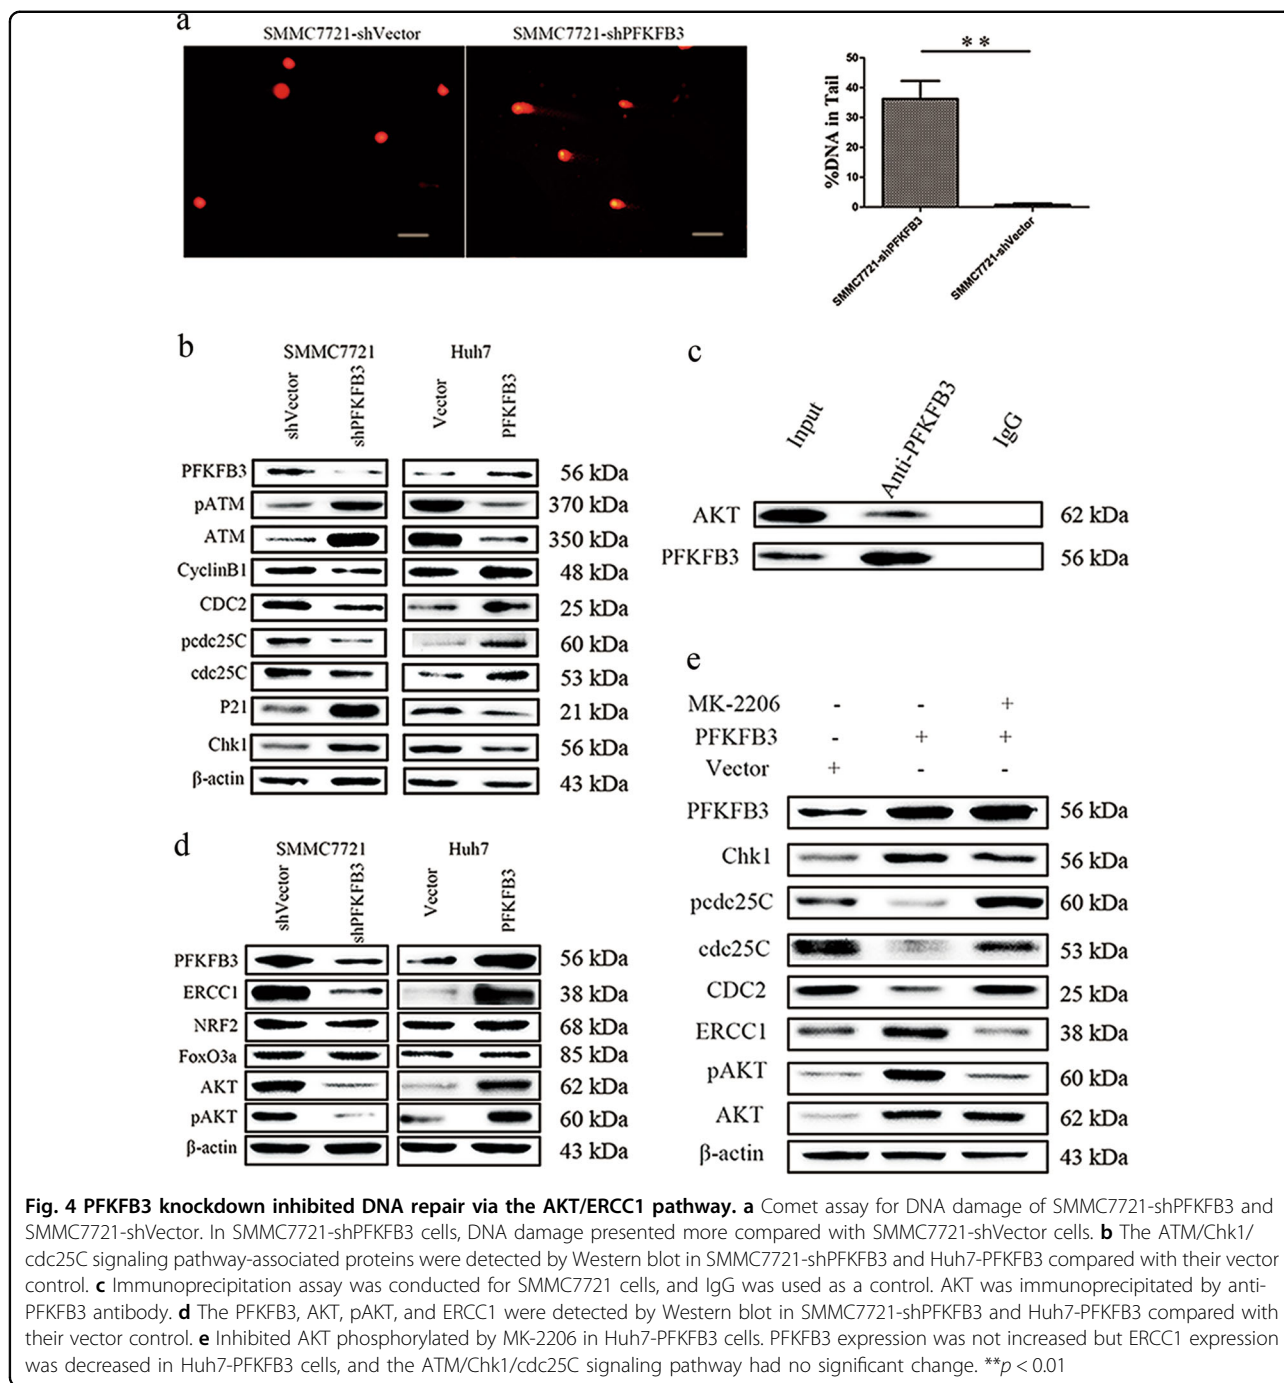 a
SMMC7721-shVector
SMMC7721-shPFKFB3
**
%DNA in Tail
50
40
30
20
10
0
SMMC7721-shPFKFB3
SMMC7721-shVector
b
SMMC7721
Huh7
shVector
shPFKFB3
Vector
PFKFB3
PFKFB3 56 kDa
pATM 370 kDa
ATM 350 kDa
CyclinB1 48 kDa
CDC2 25 kDa
pcdc25C 60 kDa
cdc25C 53 kDa
P21 21 kDa
Chk1 56 kDa
β-actin 43 kDa
c
Input
Anti-PFKFB3
IgG
AKT 62 kDa
PFKFB3 56 kDa
d
SMMC7721
Huh7
shVector
shPFKFB3
Vector
PFKFB3
PFKFB3 56 kDa
ERCC1 38 kDa
NRF2 68 kDa
FoxO3a 85 kDa
AKT 62 kDa
pAKT 60 kDa
β-actin 43 kDa
e
MK-2206 - - +
PFKFB3 - + +
Vector + - -
PFKFB3 56 kDa
Chk1 56 kDa
pcdc25C 60 kDa
cdc25C 53 kDa
CDC2 25 kDa
ERCC1 38 kDa
pAKT 60 kDa
AKT 62 kDa
β-actin 43 kDa
Fig. 4 PFKFB3 knockdown inhibited DNA repair via the AKT/ERCC1 pathway. a Comet assay for DNA damage of SMMC7721-shPFKFB3 and
SMMC7721-shVector. In SMMC7721-shPFKFB3 cells, DNA damage presented more compared with SMMC7721-shVector cells. b The ATM/Chk1/
cdc25C signaling pathway-associated proteins were detected by Western blot in SMMC7721-shPFKFB3 and Huh7-PFKFB3 compared with their vector
control. c Immunoprecipitation assay was conducted for SMMC7721 cells, and IgG was used as a control. AKT was immunoprecipitated by anti-
PFKFB3 antibody. d The PFKFB3, AKT, pAKT, and ERCC1 were detected by Western blot in SMMC7721-shPFKFB3 and Huh7-PFKFB3 compared with
their vector control. e Inhibited AKT phosphorylated by MK-2206 in Huh7-PFKFB3 cells. PFKFB3 expression was not increased but ERCC1 expression
was decreased in Huh7-PFKFB3 cells, and the ATM/Chk1/cdc25C signaling pathway had no significant change. **p < 0.01